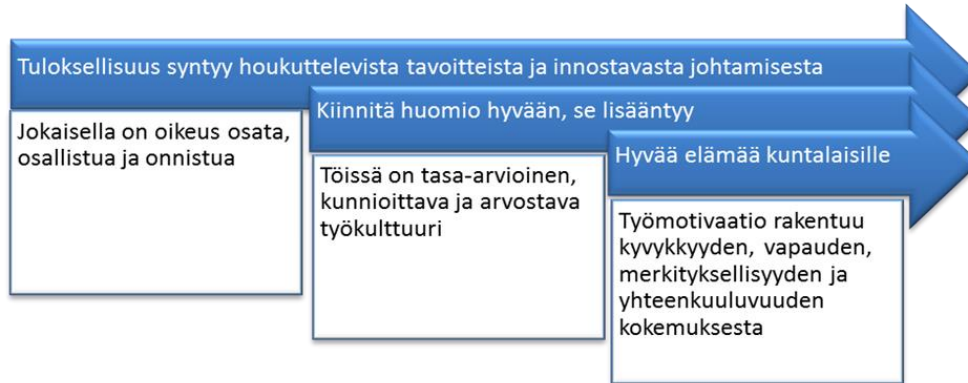 Tuloksellisuus syntyy houkuttelevista tavoitteista ja innostavasta johtamisesta
Jokaisella on oikeus osata,
osallistua ja onnistua
Kiinnitä huomio hyvään, se lisääntyy
Töissä on tasa-arvioinen,
kunnioittava ja arvostava
työkulttuuri
Hyvää elämää kuntalaisille
Työmotivaatio rakentuu
kyvykkyyden, vapauden,
merkityksellisyyden ja
yhteenkuuluvuuden
kokemuksesta